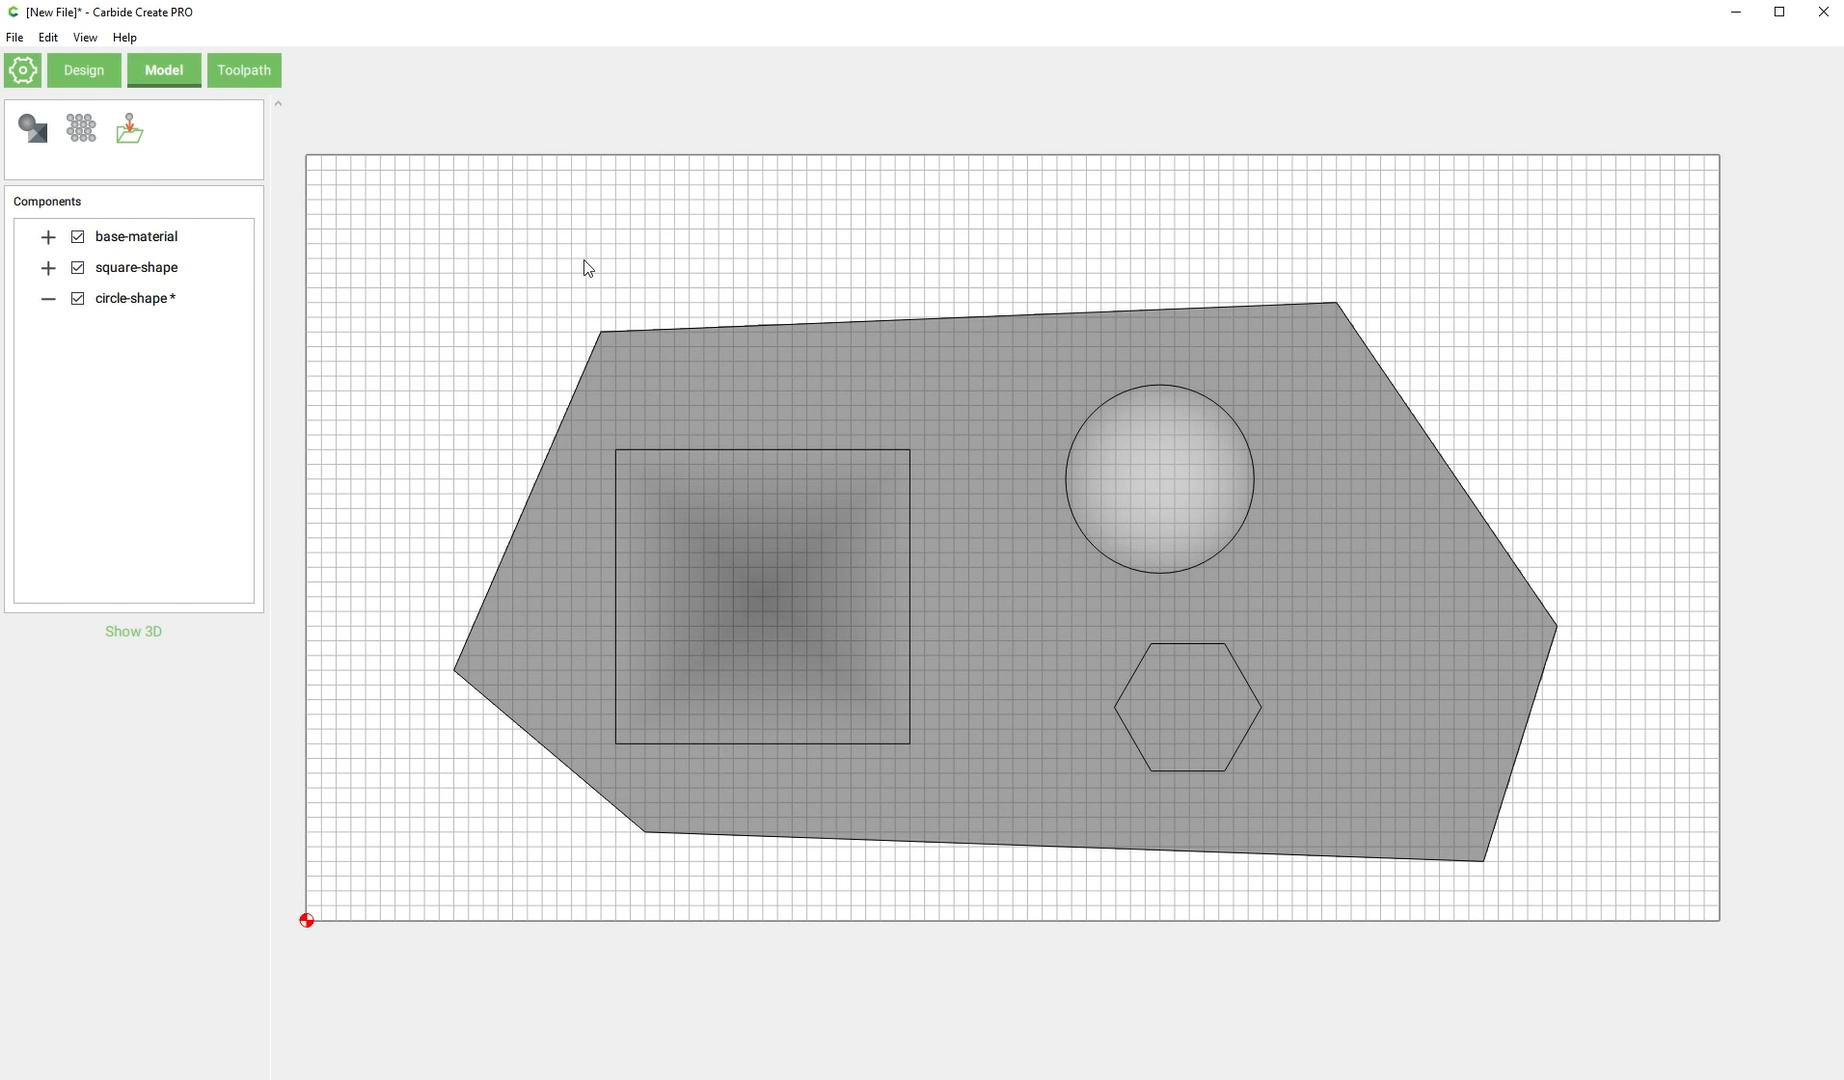 [New File]* - Carbide Create PRO
File Edit View Help
Design Model Toolpath
Components
base-material
square-shape
circle-shape *
Show 3D